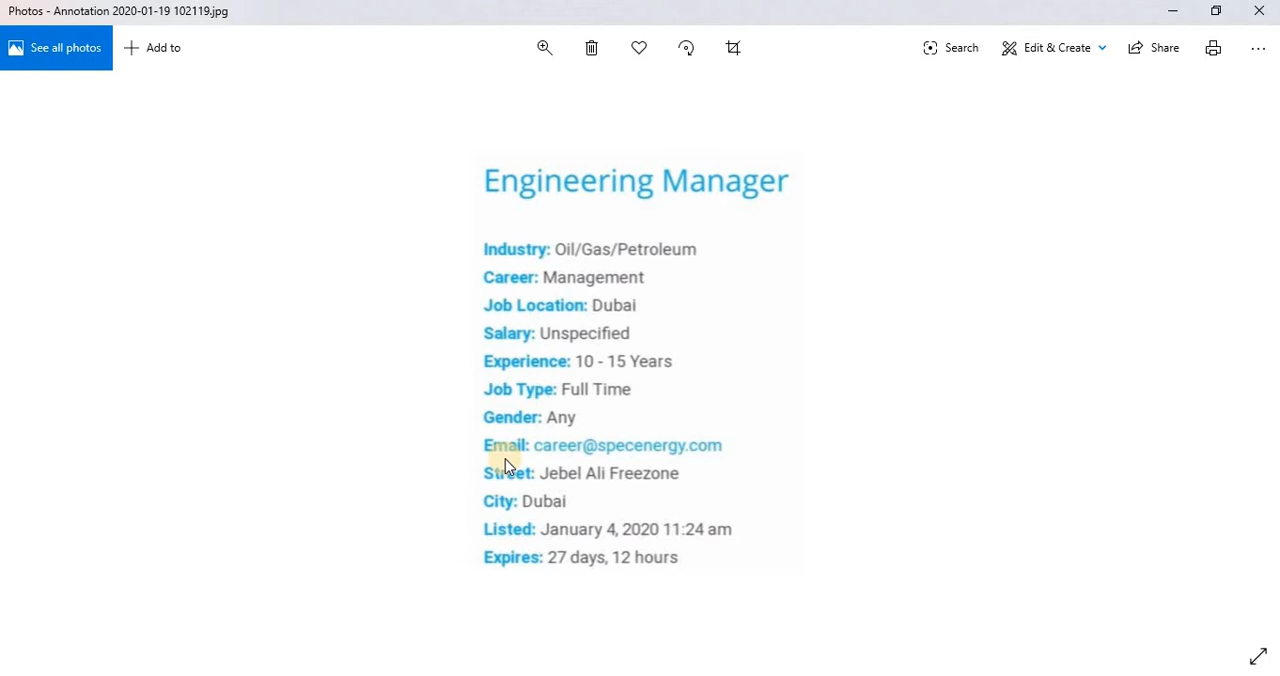 Photos - Annotation 2020-01-19 102119.jpg
See all photos Add to Search Edit & Create Share
Engineering Manager
Industry: Oil/Gas/Petroleum
Career: Management
Job Location: Dubai
Salary: Unspecified
Experience: 10 - 15 Years
Job Type: Full Time
Gender: Any
Email: career@specenergy.com
Street: Jebel Ali Freezone
City: Dubai
Listed: January 4, 2020 11:24 am
Expires: 27 days, 12 hours